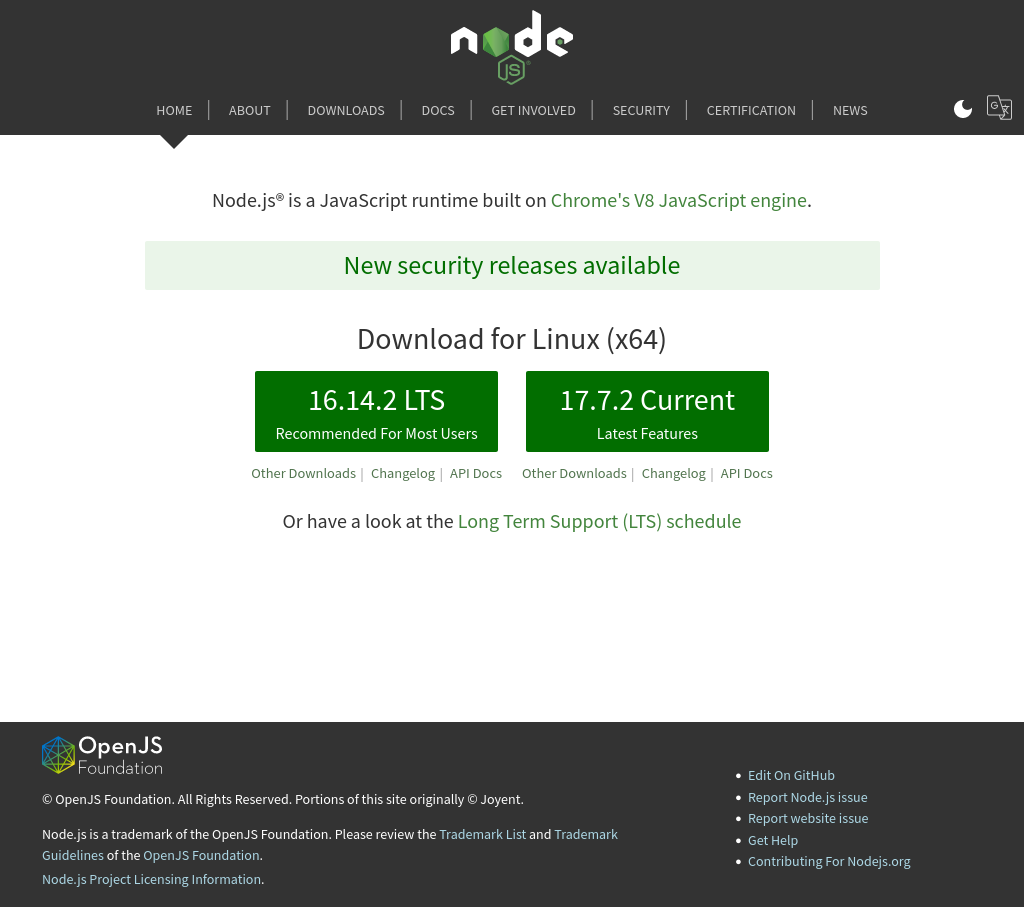 node
JS
HOME | ABOUT | DOWNLOADS | DOCS | GET INVOLVED | SECURITY | CERTIFICATION | NEWS
Node.js® is a JavaScript runtime built on Chrome's V8 JavaScript engine.
New security releases available
Download for Linux (x64)
16.14.2 LTS
Recommended For Most Users
17.7.2 Current
Latest Features
Other Downloads | Changelog | API Docs
Other Downloads | Changelog | API Docs
Or have a look at the Long Term Support (LTS) schedule
OpenJS
Foundation
© OpenJS Foundation. All Rights Reserved. Portions of this site originally © Joyent.
Node.js is a trademark of the OpenJS Foundation. Please review the Trademark List and Trademark
Guidelines of the OpenJS Foundation.
Node.js Project Licensing Information.
• Edit On GitHub
• Report Node.js issue
• Report website issue
• Get Help
• Contributing For Nodejs.org